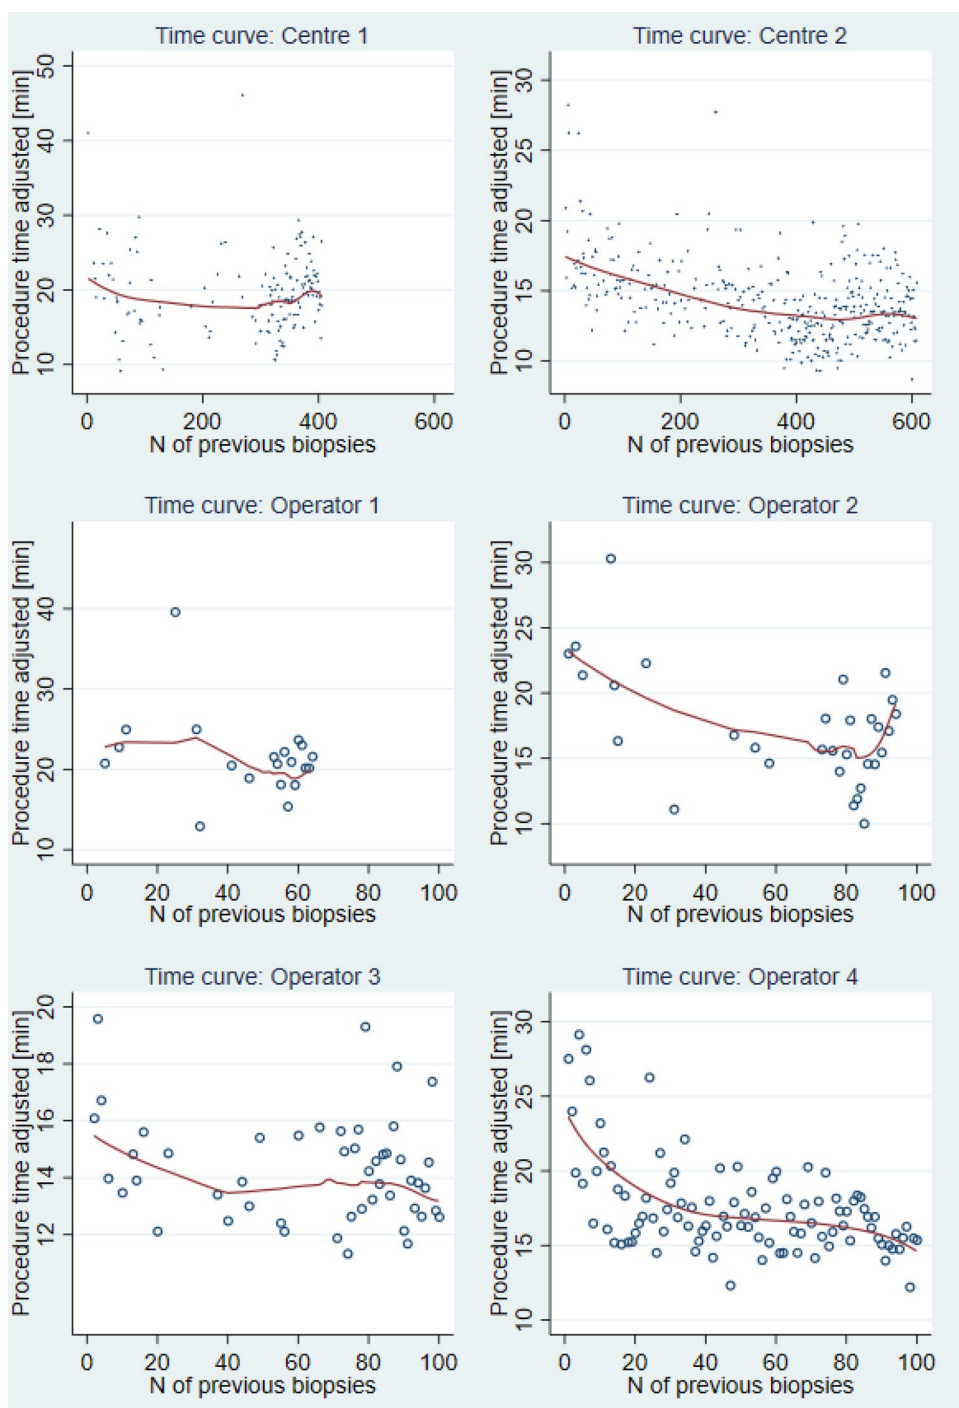 Time curve: Centre 1
Procedure time adjusted [min]
50
40
30
20
10
0 200 400 600
N of previous biopsies
Time curve: Centre 2
Procedure time adjusted [min]
30
25
20
15
10
0 200 400 600
N of previous biopsies
Time curve: Operator 1
Procedure time adjusted [min]
40
30
20
10
0 20 40 60 80 100
N of previous biopsies
Time curve: Operator 2
Procedure time adjusted [min]
30
25
20
15
10
0 20 40 60 80 100
N of previous biopsies
Time curve: Operator 3
Procedure time adjusted [min]
20
18
16
14
12
0 20 40 60 80 100
N of previous biopsies
Time curve: Operator 4
Procedure time adjusted [min]
30
25
20
15
10
0 20 40 60 80 100
N of previous biopsies